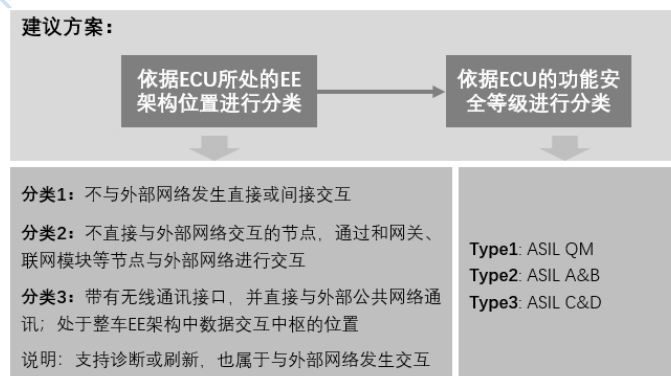 建议方案：
依据ECU所处的EE
架构位置进行分类
依据ECU的功能安
全等级进行分类
分类1：不与外部网络发生直接或间接交互
分类2：不直接与外部网络交互的节点，通过和网关、
联网模块等节点与外部网络进行交互
分类3：带有无线通讯接口，并直接与外部公共网络通
讯；处于整车EE架构中数据交互中枢的位置
说明：支持诊断或刷新，也属于与外部网络发生交互
Type1: ASIL QM
Type2: ASIL A&B
Type3: ASIL C&D